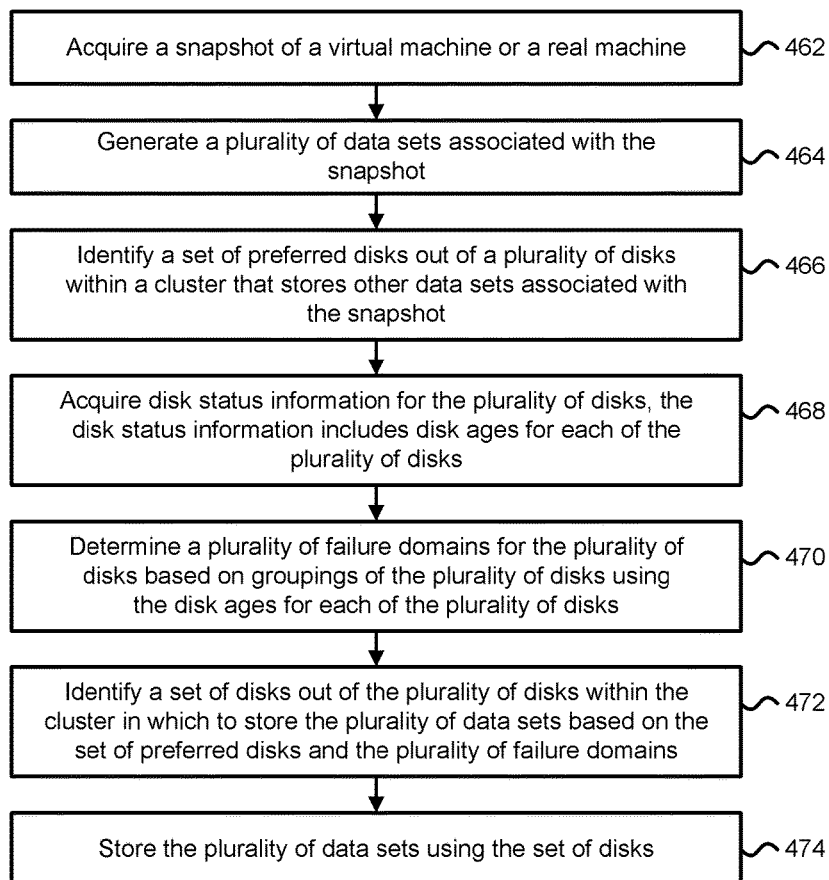 Acquire a snapshot of a virtual machine or a real machine
462
Generate a plurality of data sets associated with the
snapshot
464
Identify a set of preferred disks out of a plurality of disks
within a cluster that stores other data sets associated with
the snapshot
466
Acquire disk status information for the plurality of disks, the
disk status information includes disk ages for each of the
plurality of disks
468
Determine a plurality of failure domains for the plurality of
disks based on groupings of the plurality of disks using
the disk ages for each of the plurality of disks
470
Identify a set of disks out of the plurality of disks within the
cluster in which to store the plurality of data sets based on the
set of preferred disks and the plurality of failure domains
472
Store the plurality of data sets using the set of disks
474